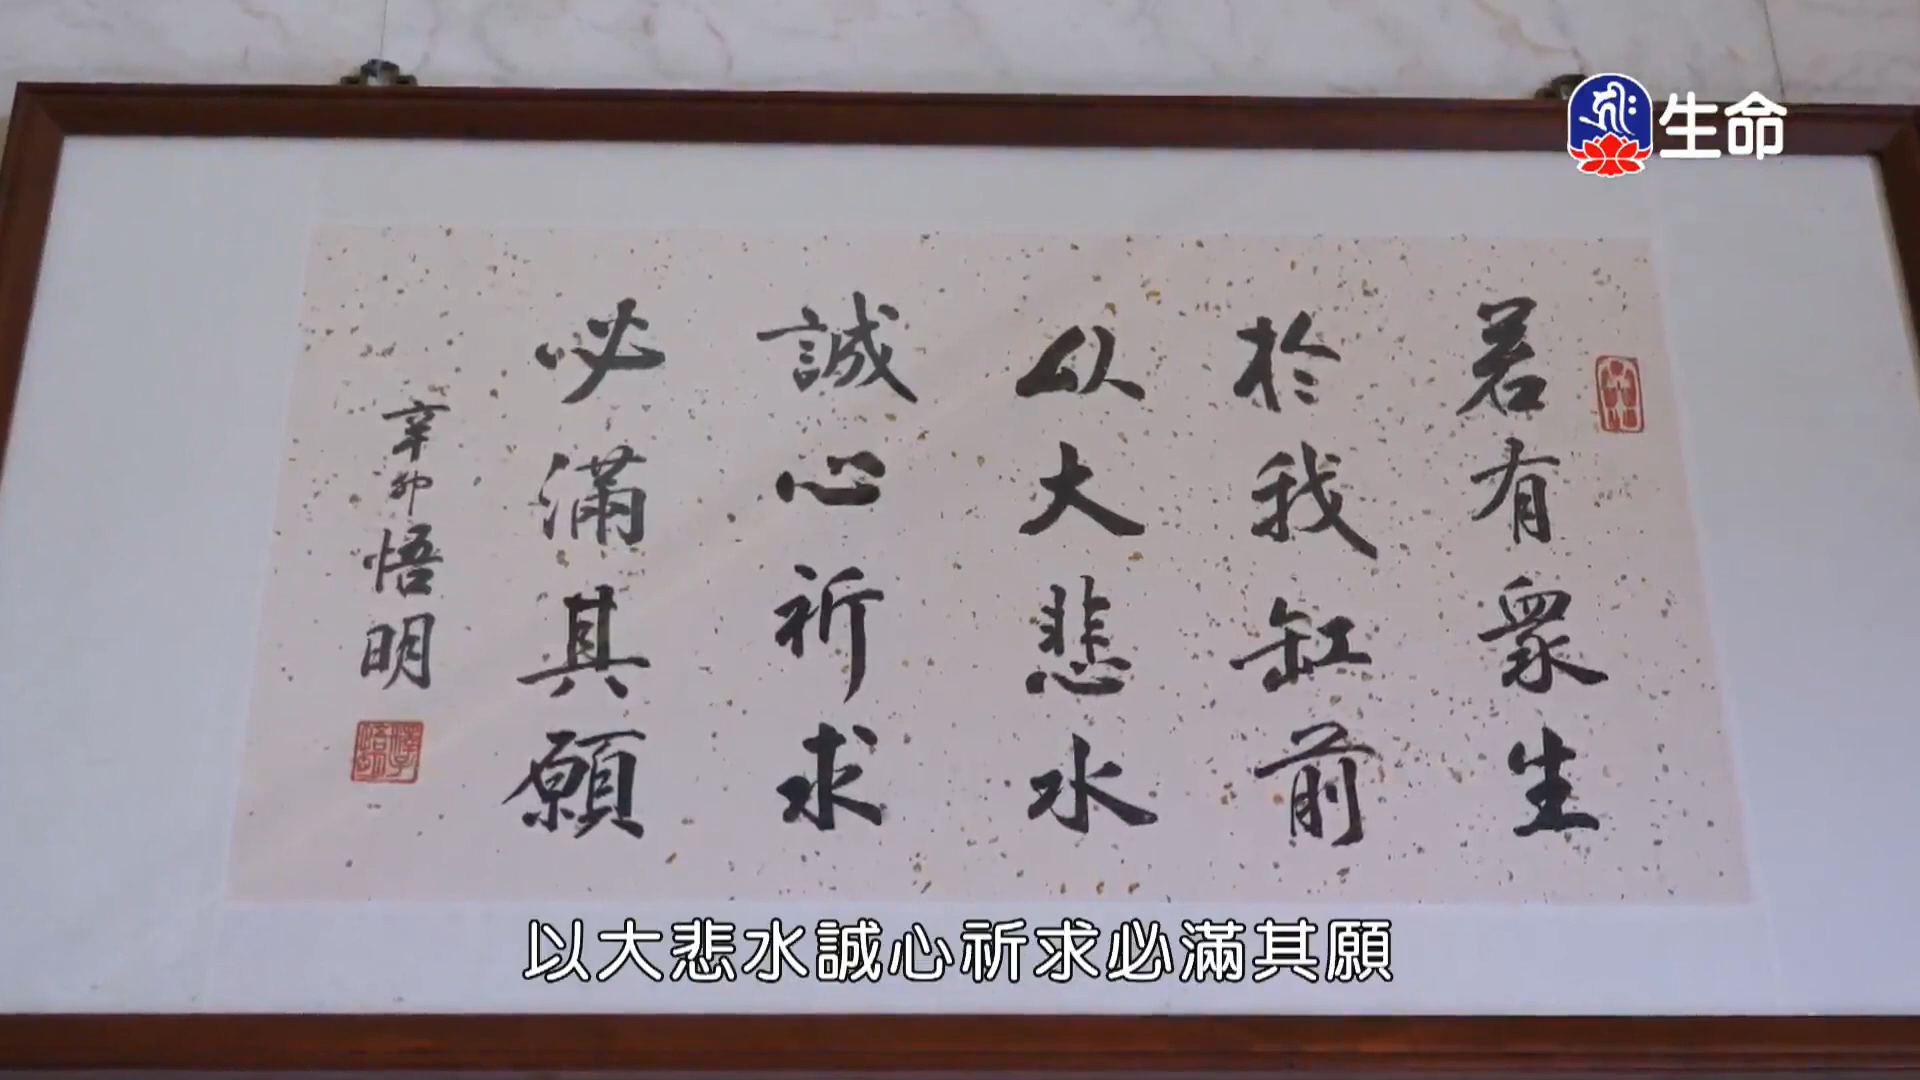 生命
若有眾生
於我缸前
以大悲水
誠心祈求
必滿其願
辛卯悟明
以大悲水誠心祈求必滿其願